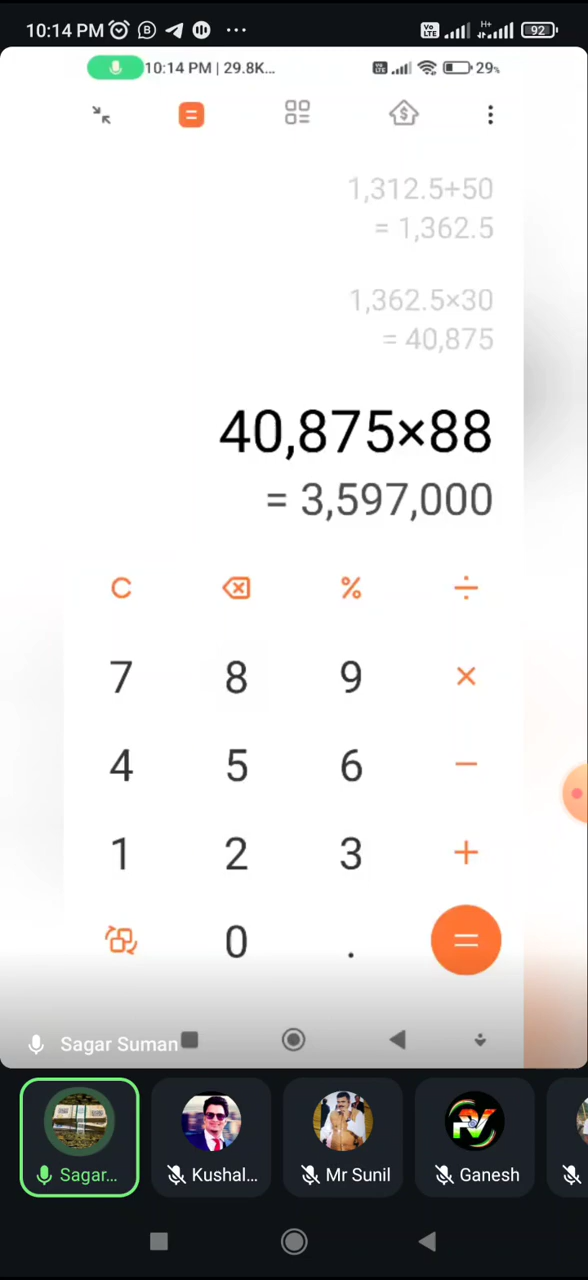 10:14 PM
VoLTE H+ 92
10:14 PM | 29.8K...
29%
1,312.5+50
= 1,362.5
1,362.5×30
= 40,875
40,875×88
= 3,597,000
C % ÷
7 8 9 ×
4 5 6 −
1 2 3 +
0 . =
Sagar Suman
Sagar... Kushal... Mr Sunil Ganesh